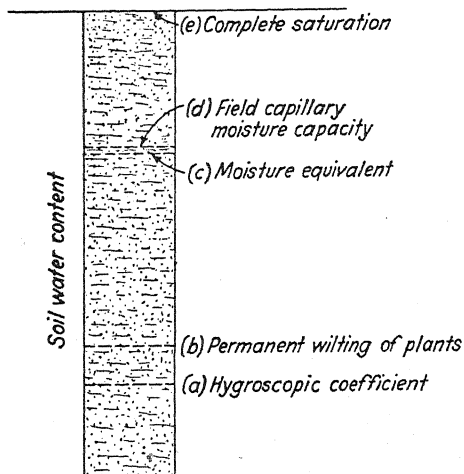 (e) Complete saturation
(d) Field capillary
moisture capacity
(c) Moisture equivalent
Soil water content
(b) Permanent wilting of plants
(a) Hygroscopic coefficient